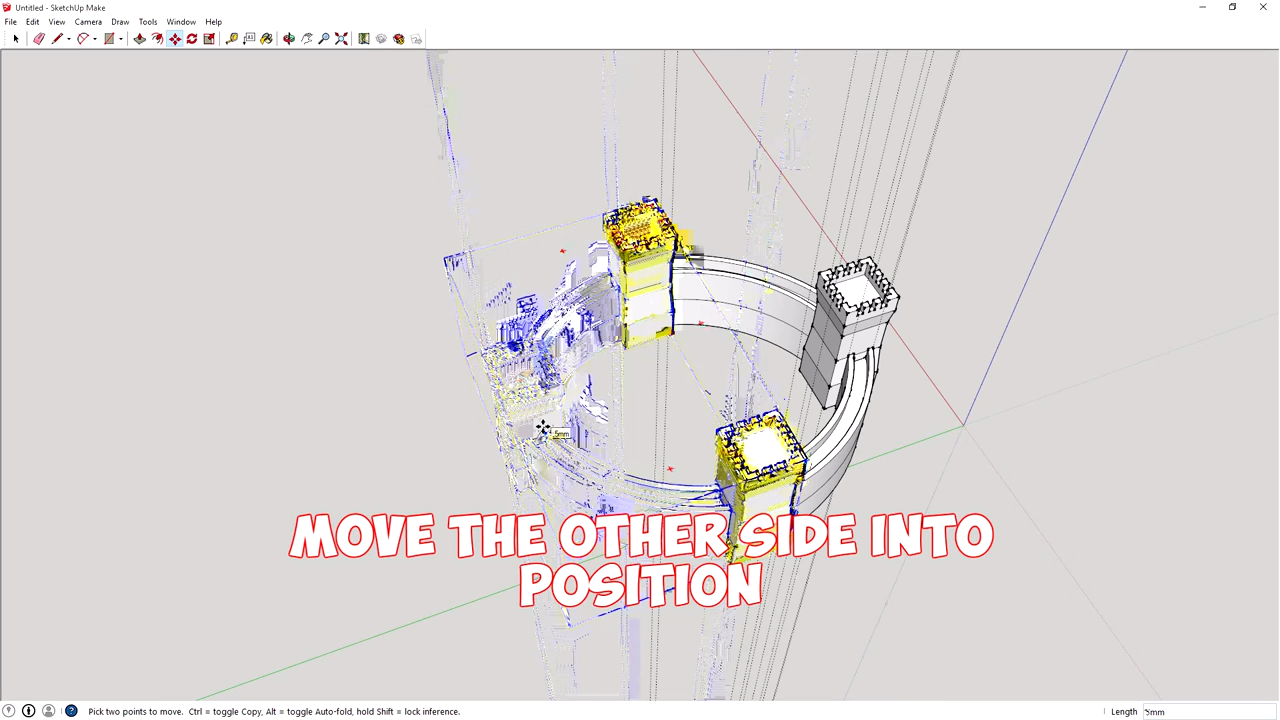 Untitled - SketchUp Make
File Edit View Camera Draw Tools Window Help
MOVE THE OTHER SIDE INTO
POSITION
Pick two points to move. Ctrl = toggle Copy, Alt = toggle Auto-fold, hold Shift = lock inference.
Length